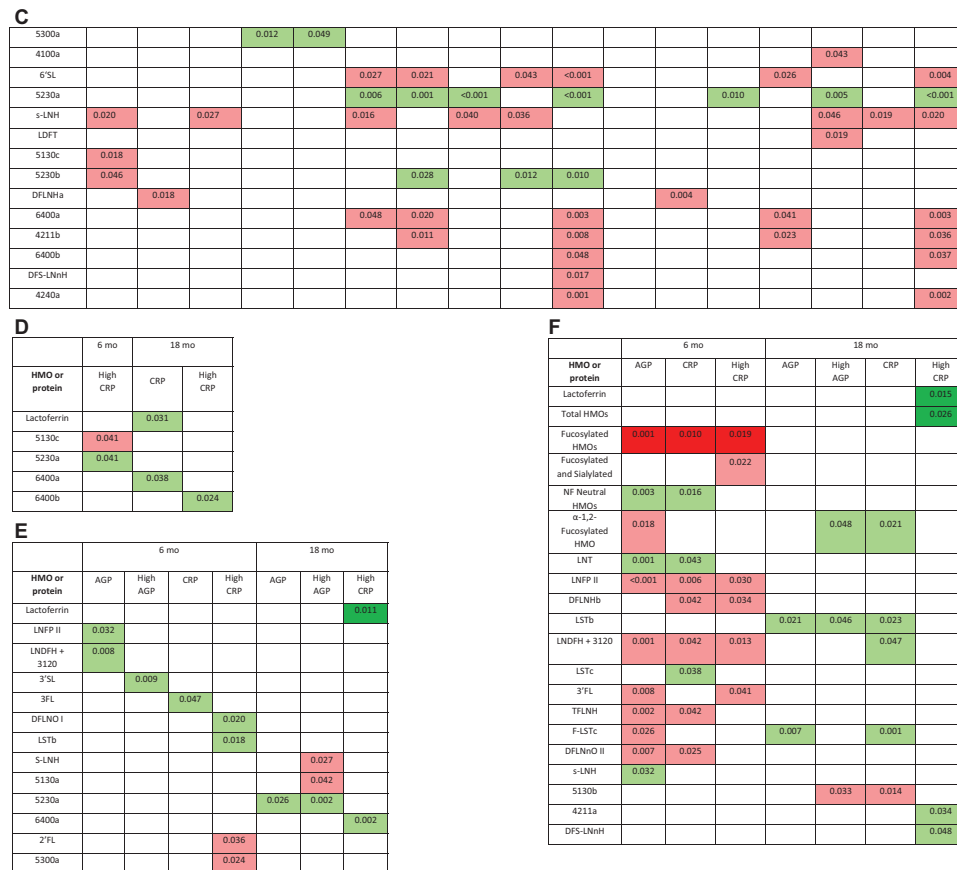 C
5300a 0.012 0.049
4100a 0.043
6'SL 0.027 0.021 0.043 <0.001 0.026 0.004
5230a 0.006 0.001 <0.001 <0.001 0.010 0.005 <0.001
s-LNH 0.020 0.027 0.016 0.040 0.036 0.046 0.019 0.020
LDFT 0.019
5130c 0.018
5230b 0.046 0.028 0.012 0.010
DFLNHa 0.018 0.004
6400a 0.048 0.020 0.003 0.041 0.003
4211b 0.011 0.008 0.023 0.036
6400b 0.048 0.037
DFS-LNnH 0.017
4240a 0.001 0.002
D
6 mo 18 mo
HMO or High CRP High
protein CRP CRP
Lactoferrin 0.031
5130c 0.041
5230a 0.041
6400a 0.038
6400b 0.024
E
6 mo 18 mo
HMO or AGP High CRP High AGP High High
protein AGP CRP AGP CRP
Lactoferrin 0.011
LNFP II 0.032
LNDFH + 0.008
3120
3'SL 0.009
3FL 0.047
DFLNO I 0.020
LSTb 0.018
S-LNH 0.027
5130a 0.042
5230a 0.026 0.002
6400a 0.002
2'FL 0.036
5300a 0.024
F
6 mo 18 mo
HMO or AGP CRP High AGP High CRP High
protein CRP AGP CRP
Lactoferrin 0.015
Total HMOs 0.026
Fucosylated 0.001 0.010 0.019
HMOs
Fucosylated 0.022
and Sialylated
NF Neutral 0.003 0.016
HMOs
α-1,2- 0.018 0.048 0.021
Fucosylated
HMO
LNT 0.001 0.043
LNFP II <0.001 0.006 0.030
DFLNHb 0.042 0.034
LSTb 0.021 0.046 0.023
LNDFH + 3120 0.001 0.042 0.013 0.047
LSTc 0.038
3'FL 0.008 0.041
TFLNH 0.002 0.042
F-LSTc 0.026 0.007 0.001
DFLNnO II 0.007 0.025
s-LNH 0.032
5130b 0.033 0.014
4211a 0.034
DFS-LNnH 0.048